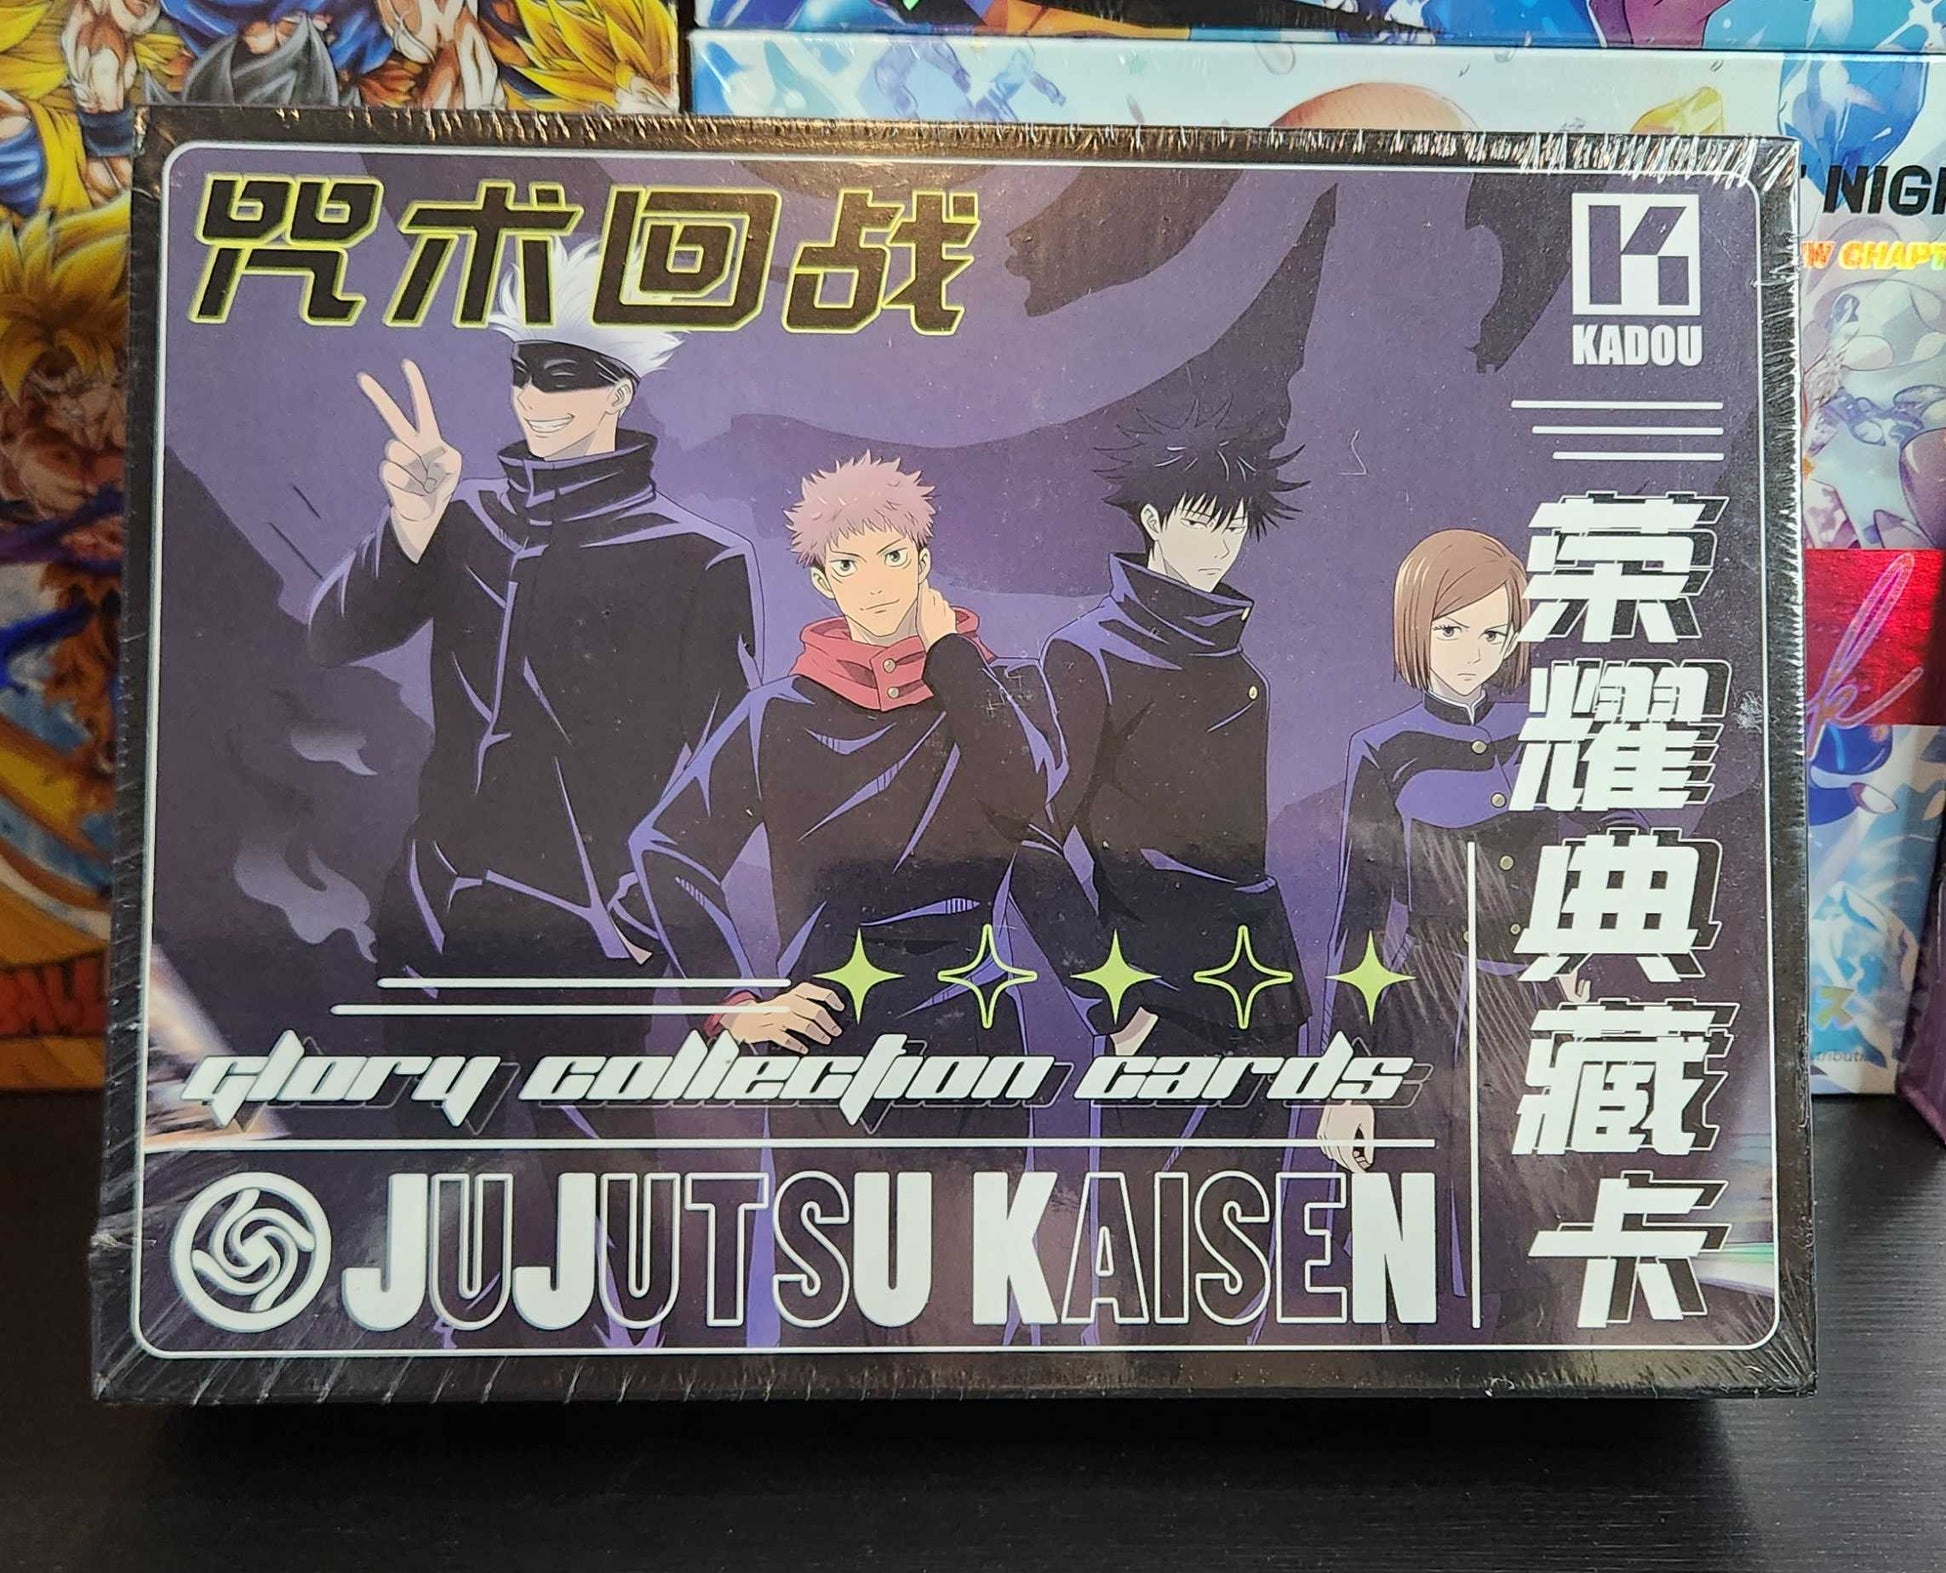 咒术回战
KADOU
荣耀典藏卡
glory collection cards
JUJUTSU KAISEN